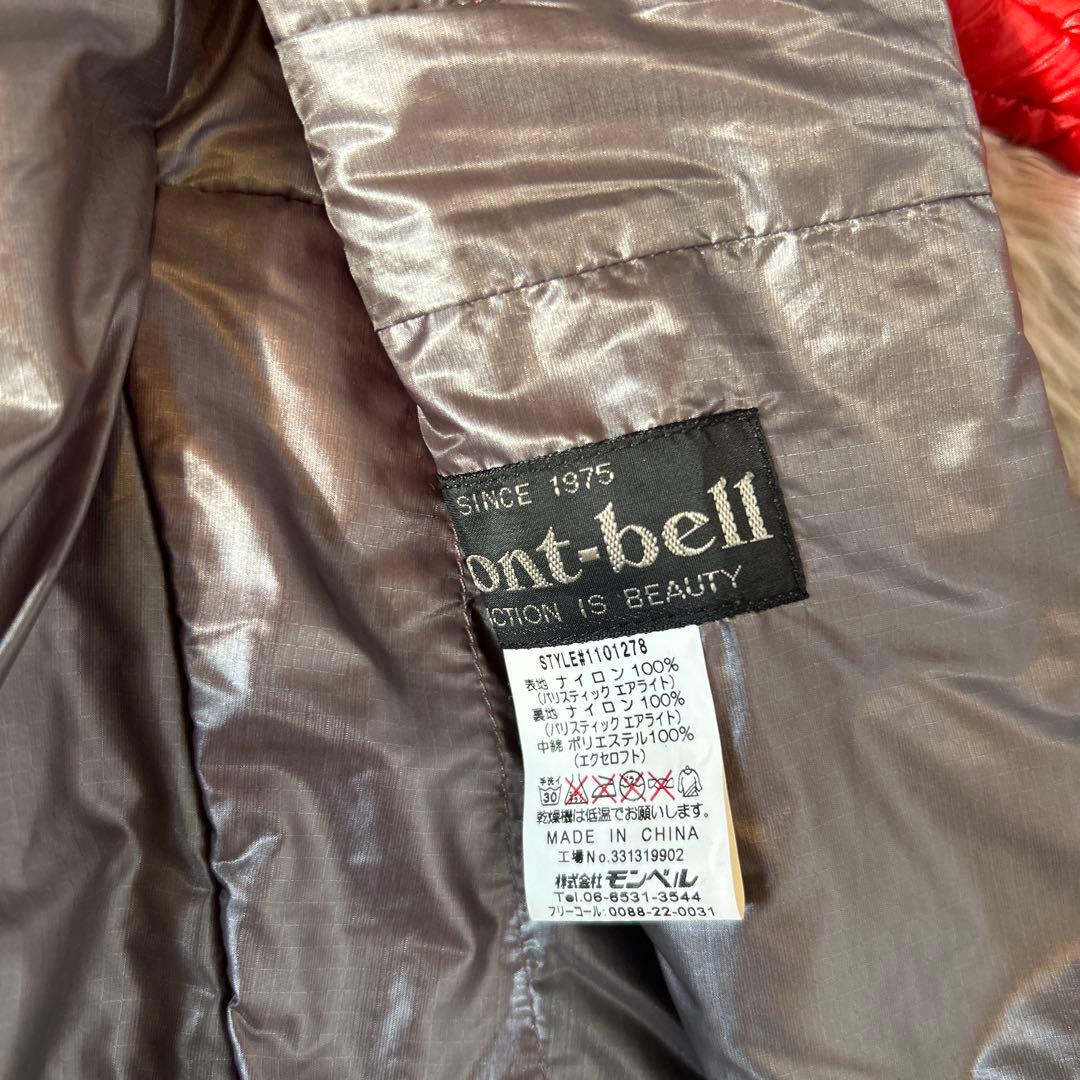 SINCE 1975
ont-bell
CTION IS BEAUTY
STYLE#1101278
表地 ナイロン100%
(バリスティック エアライト)
裏地 ナイロン100%
(バリスティック エアライト)
中綿 ポリエステル100%
(エクセロフト)
手洗イ
30
乾燥機は低温でお願いします。
MADE IN CHINA
工場No.331319902
株式会社 モンベル
Tel.06-6531-3544
フリーコール:0088-22-0031